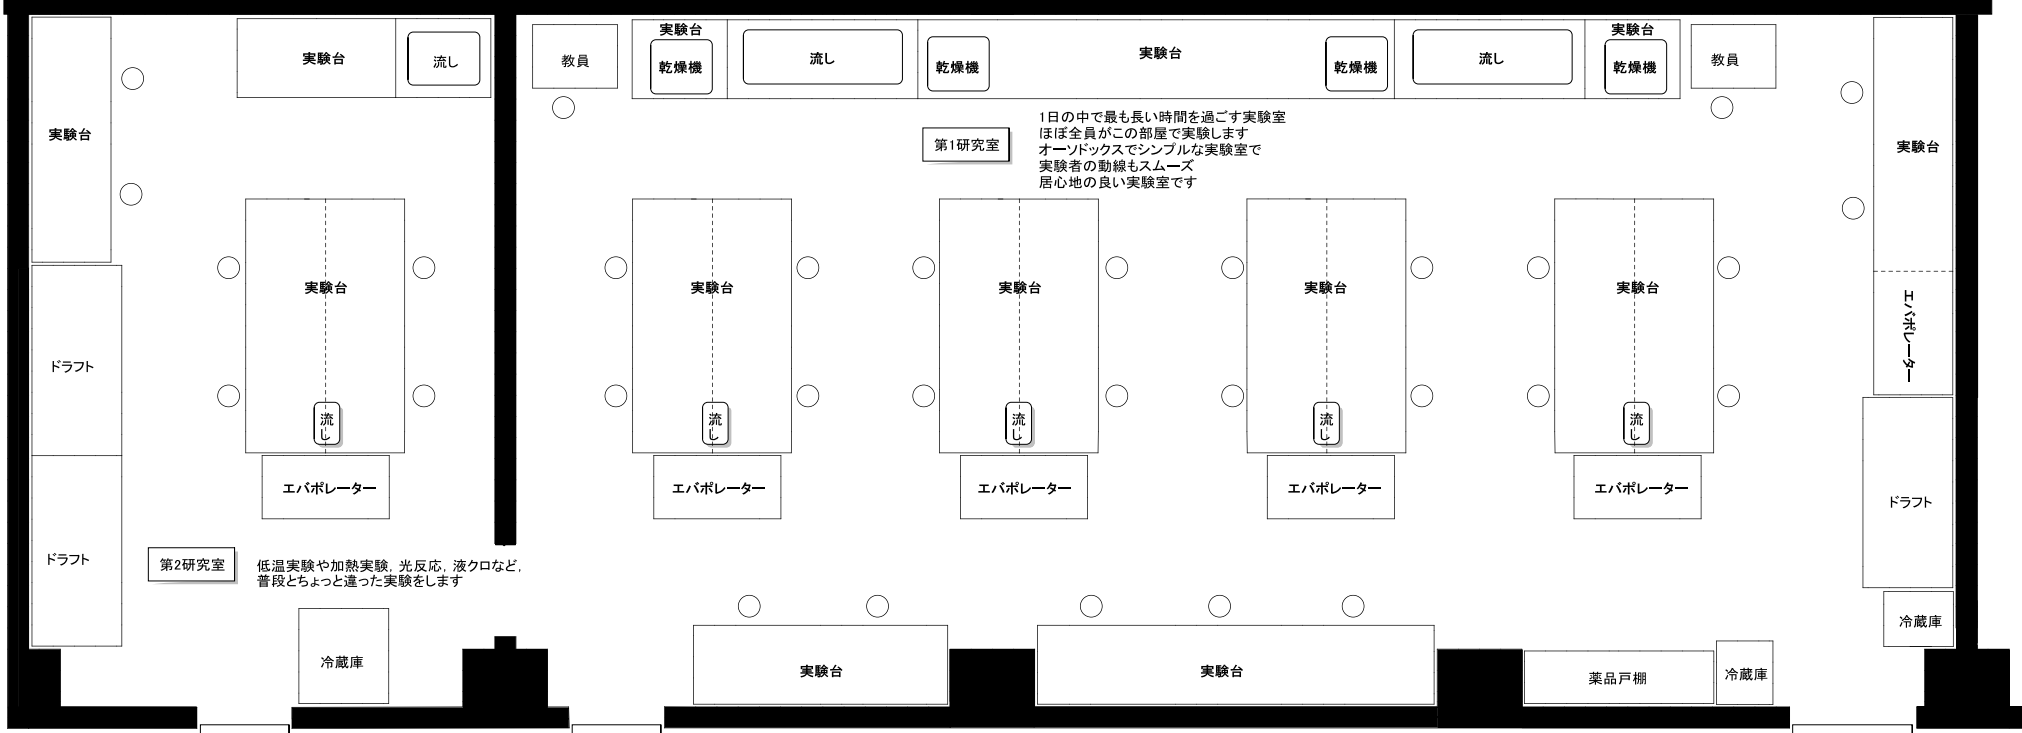 実験台
流し
教員
実験台
乾燥機
流し
乾燥機
実験台
乾燥機
流し
実験台
乾燥機
教員
実験台
第1研究室
1日の中で最も長い時間を過ごす実験室
ほぼ全員がこの部屋で実験します
オーソドックスでシンプルな実験室で
実験者の動線もスムーズ
居心地の良い実験室です
実験台
実験台
実験台
実験台
実験台
実験台
実験台
エバポレーター
ドラフト
流し
流し
流し
流し
流し
エバポレーター
エバポレーター
エバポレーター
エバポレーター
エバポレーター
ドラフト
ドラフト
第2研究室
低温実験や加熱実験, 光反応, 液クロなど,
普段とちょっと違った実験をします
冷蔵庫
冷蔵庫
実験台
実験台
薬品戸棚
冷蔵庫